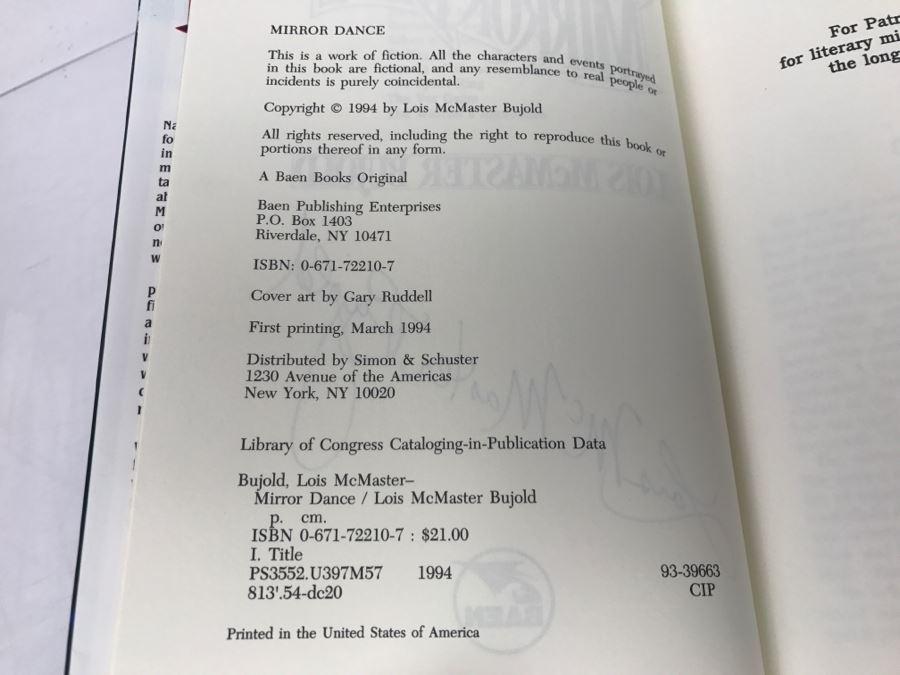 MIRROR DANCE
This is a work of fiction. All the characters and events portrayed
in this book are fictional, and any resemblance to real people or
incidents is purely coincidental.
Copyright © 1994 by Lois McMaster Bujold
All rights reserved, including the right to reproduce this book or
portions thereof in any form.
A Baen Books Original
Baen Publishing Enterprises
P.O. Box 1403
Riverdale, NY 10471
ISBN: 0-671-72210-7
Cover art by Gary Ruddell
First printing, March 1994
Distributed by Simon & Schuster
1230 Avenue of the Americas
New York, NY 10020
Library of Congress Cataloging-in-Publication Data
Bujold, Lois McMaster–
Mirror Dance / Lois McMaster Bujold
p. cm.
ISBN 0-671-72210-7 : $21.00
I. Title
PS3552.U397M57 1994 93-39663
813'.54-dc20 CIP
Printed in the United States of America
For
for literary
the long